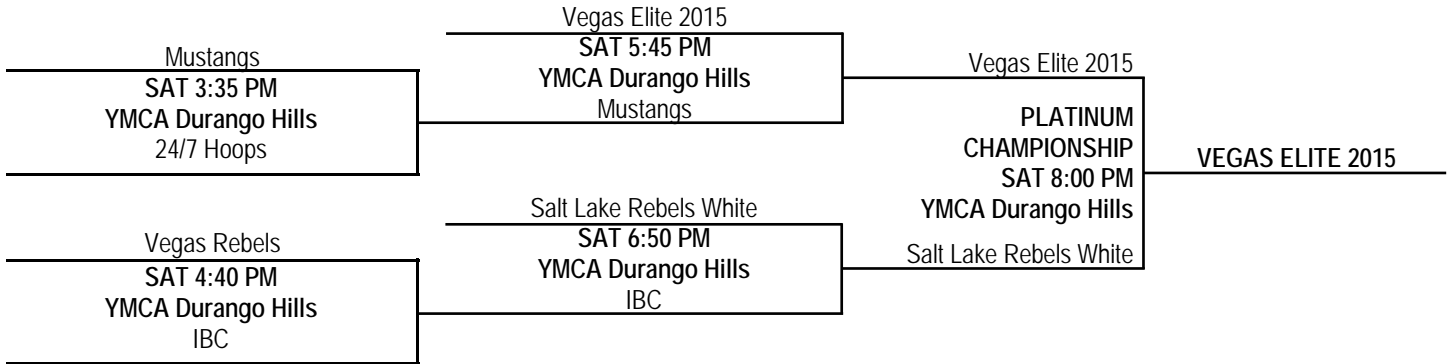 Mustangs
SAT 3:35 PM
YMCA Durango Hills
24/7 Hoops
Vegas Rebels
SAT 4:40 PM
YMCA Durango Hills
IBC
Vegas Elite 2015
SAT 5:45 PM
YMCA Durango Hills
Mustangs
Salt Lake Rebels White
SAT 6:50 PM
YMCA Durango Hills
IBC
Vegas Elite 2015
PLATINUM
CHAMPIONSHIP
SAT 8:00 PM
YMCA Durango Hills
Salt Lake Rebels White
VEGAS ELITE 2015